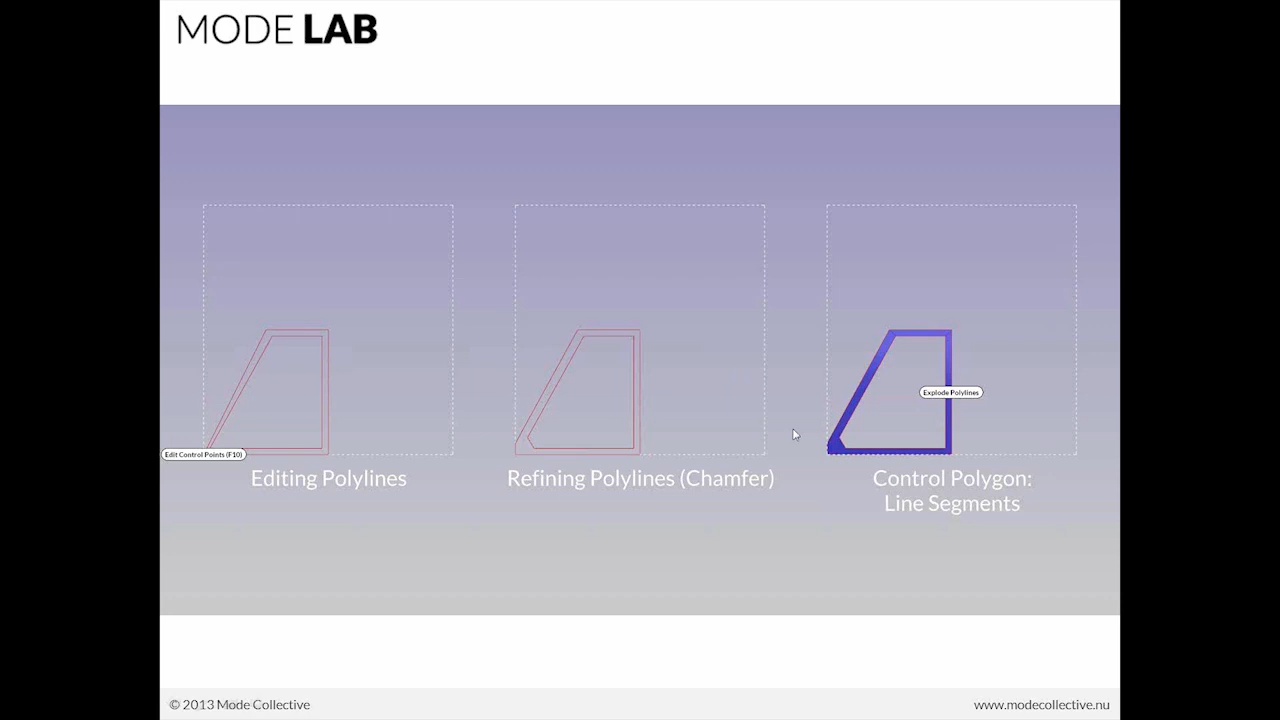 MODE LAB
Explode Polylines
Edit Control Points (F10)
Editing Polylines
Refining Polylines (Chamfer)
Control Polygon:
Line Segments
© 2013 Mode Collective
www.modecollective.nu